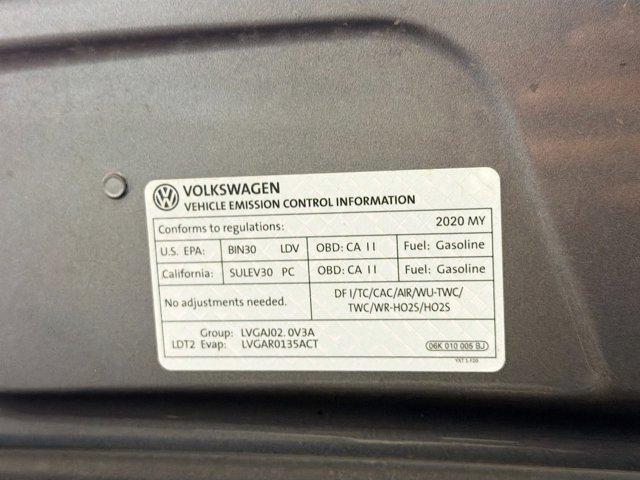 VOLKSWAGEN
VEHICLE EMISSION CONTROL INFORMATION
Conforms to regulations: 2020 MY
U.S. EPA: BIN30 LDV OBD: CA II Fuel: Gasoline
California: SULEV30 PC OBD: CA II Fuel: Gasoline
No adjustments needed. DFI/TC/CAC/AIR/WU-TWC/
TWC/WR-HO2S/HO2S
Group: LVGAJ02.0V3A
LDT2 Evap: LVGAR0135ACT
06K 010 005 BJ